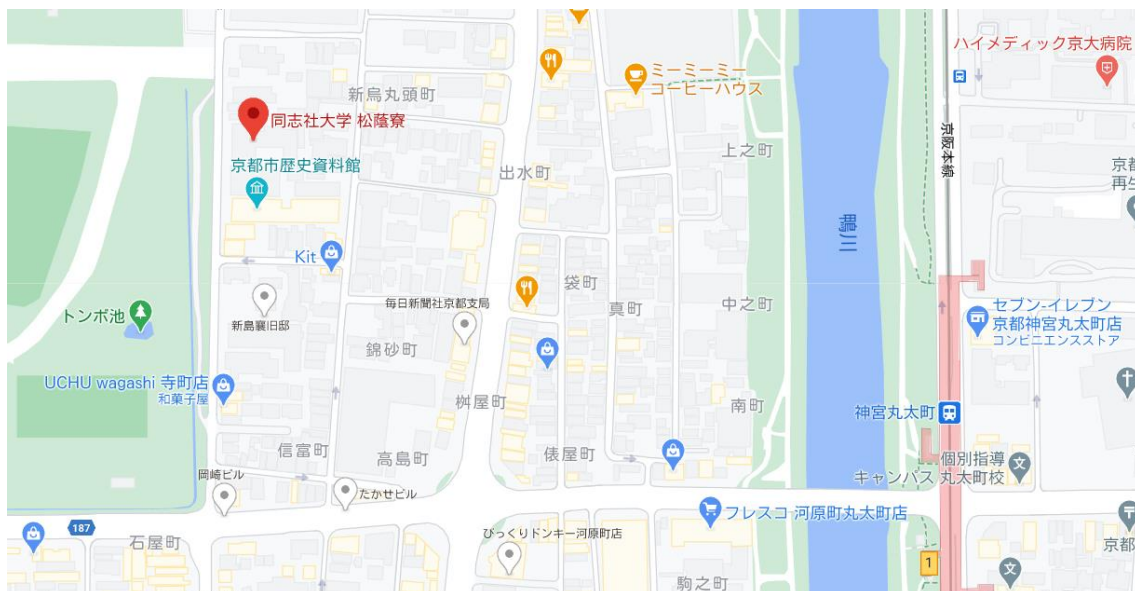 ハイメディック京大病院
ミーミーミー
コーヒーハウス
新烏丸頭町
同志社大学 松蔭寮
京阪本線
上之町
京都市歴史資料館
出水町
京都
再生
鴨川
Kit
袋町
毎日新聞社京都支局
真町
中之町
トンボ池
新島襄旧邸
セブン-イレブン
京都神宮丸太町店
コンビニエンスストア
錦砂町
UCHU wagashi 寺町店
和菓子屋
桝屋町
南町
神宮丸太町
信富町
高島町
俵屋町
個別指導
キャンパス 丸太町校
岡崎ビル
たかせビル
フレスコ 河原町丸太町店
187
石屋町
びっくりドンキー河原町店
京都
1
駒之町